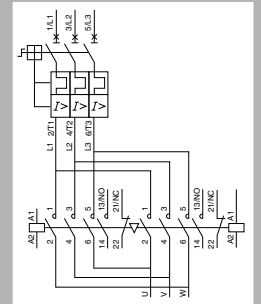 1/L1 3/L2 5/L3
I> I> I>
2/T1 4/T2 6/T3
L1 L2 L3
A1 1 3 5 13/NO 21/NC 1 3 5 13/NO 21/NC A1
A2 2 4 6 14 22 2 4 6 14 22 A2
U V W